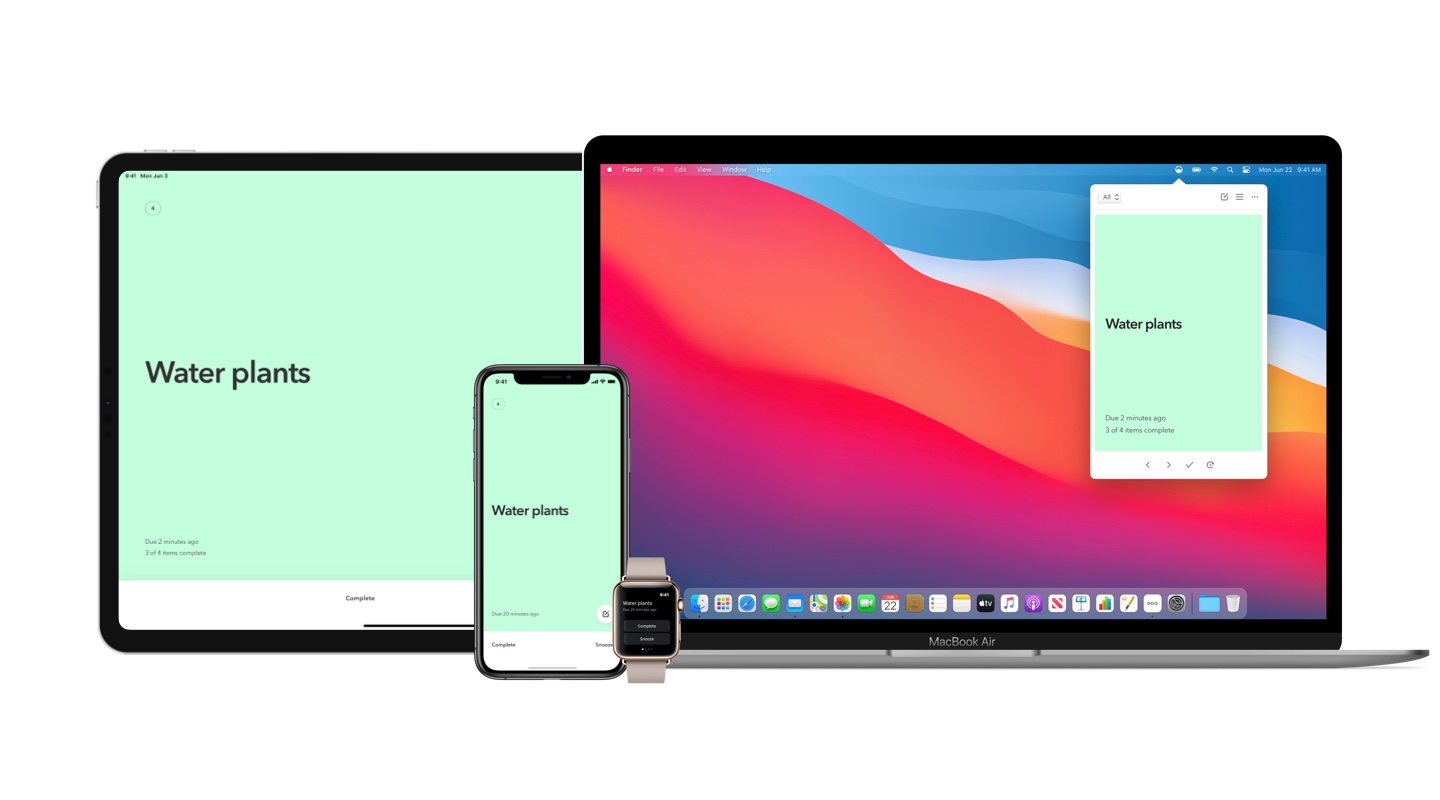 9:41 Mon Jun 3
4
Water plants
Due 2 minutes ago
3 of 4 items complete
Complete
9:41
4
Water plants
Due 20 minutes ago
Complete
Snooze
9:41
Water plants
Due 20 minutes ago
Complete
Snooze
Finder File Edit View Window Help
Mon Jun 22 9:41 AM
All
Water plants
Due 2 minutes ago
3 of 4 items complete
22
tv
MacBook Air